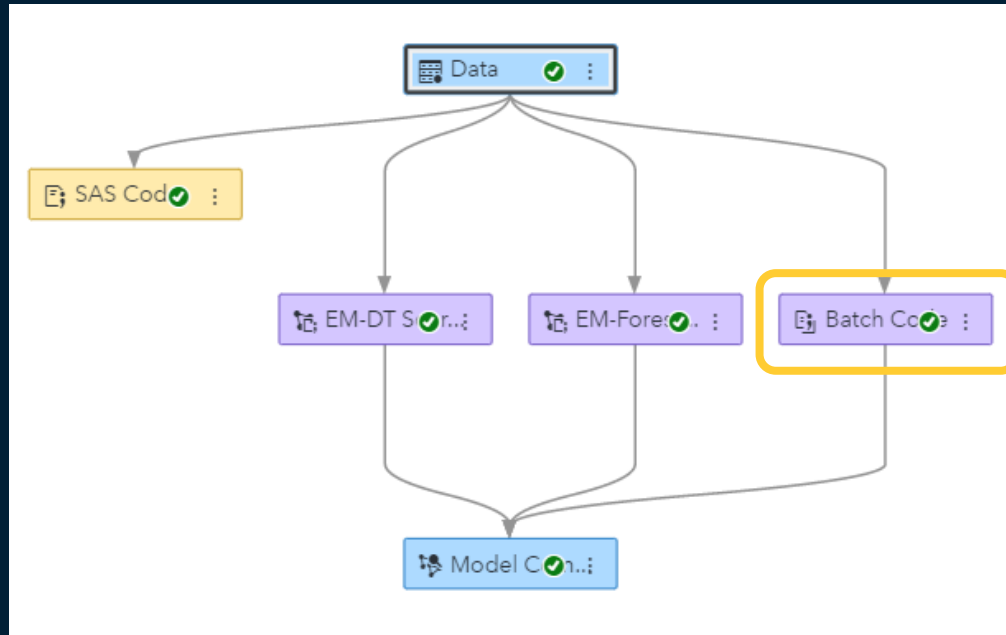 Data
SAS Cod
EM-DT S r...
EM-Fores ..
Batch Co e
Model C n...